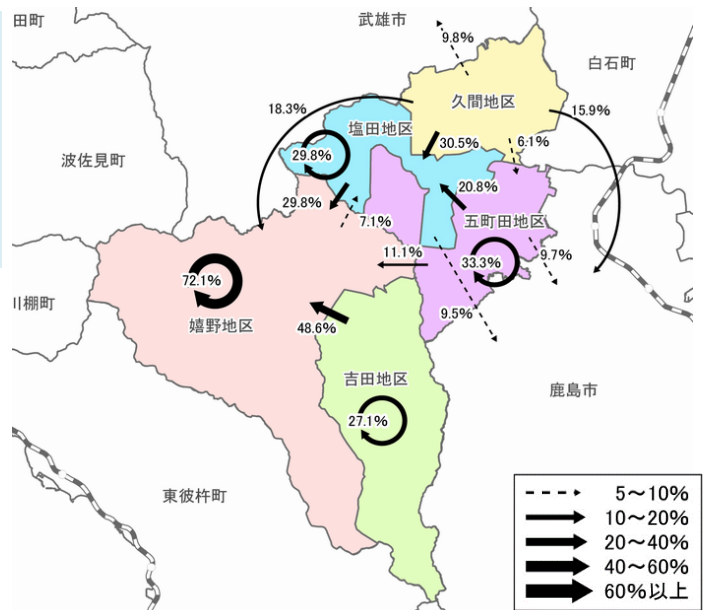 田町
武雄市
9.8%
白石町
久間地区
18.3%
15.9%
塩田地区
30.5%
6.1%
29.8%
波佐見町
20.8%
29.8%
7.1%
五町田地区
11.1%
33.3%
9.7%
72.1%
川棚町
9.5%
嬉野地区
48.6%
吉田地区
鹿島市
27.1%
東彼杵町
5～10%
10～20%
20～40%
40～60%
60%以上